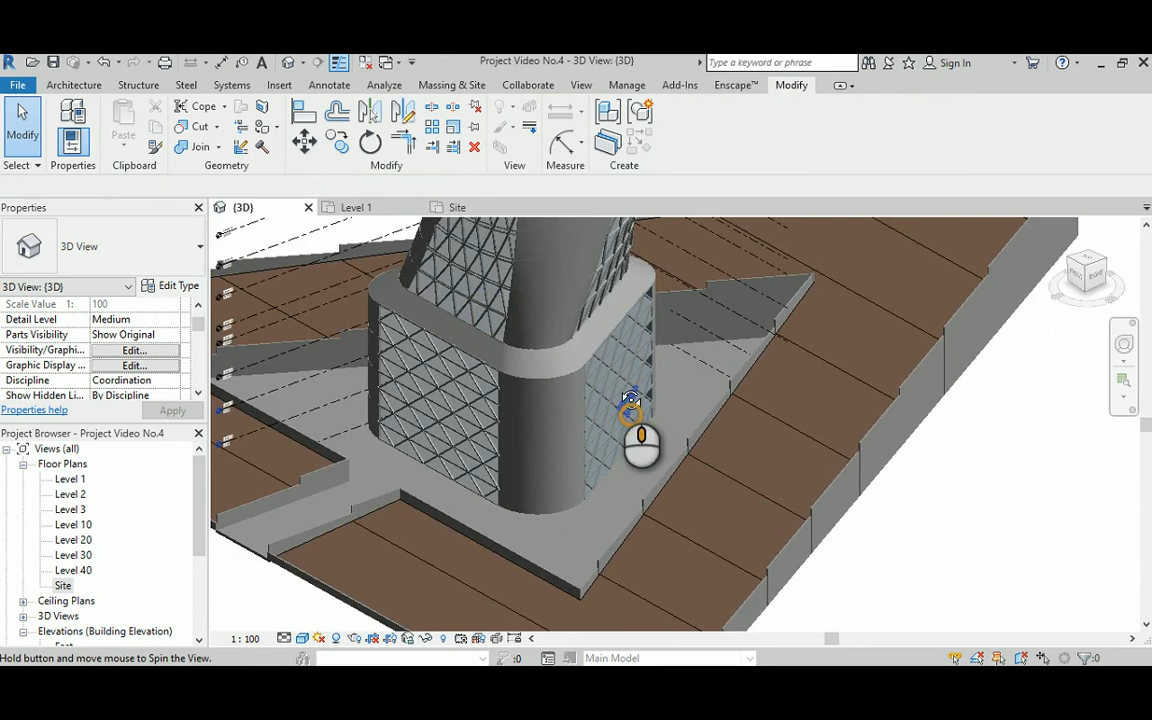 Project Video No.4 - 3D View: {3D}
Type a keyword or phrase
Sign In
File
Architecture
Structure
Steel
Systems
Insert
Annotate
Analyze
Massing & Site
Collaborate
View
Manage
Add-Ins
Enscape™
Modify
Modify
Paste
Cope
Cut
Join
Select
Properties
Clipboard
Geometry
Modify
View
Measure
Create
Properties
{3D}
Level 1
Site
3D View
3D View: {3D}
Edit Type
Scale Value 1:
100
Detail Level
Medium
Parts Visibility
Show Original
Visibility/Graphi...
Edit...
Graphic Display ...
Edit...
Discipline
Coordination
Show Hidden Li...
By Discipline
Properties help
Apply
Project Browser - Project Video No.4
Views (all)
Floor Plans
Level 1
Level 2
Level 3
Level 10
Level 20
Level 30
Level 40
Site
Ceiling Plans
3D Views
Elevations (Building Elevation)
1 : 100
Hold button and move mouse to Spin the View.
:0
Main Model
:0